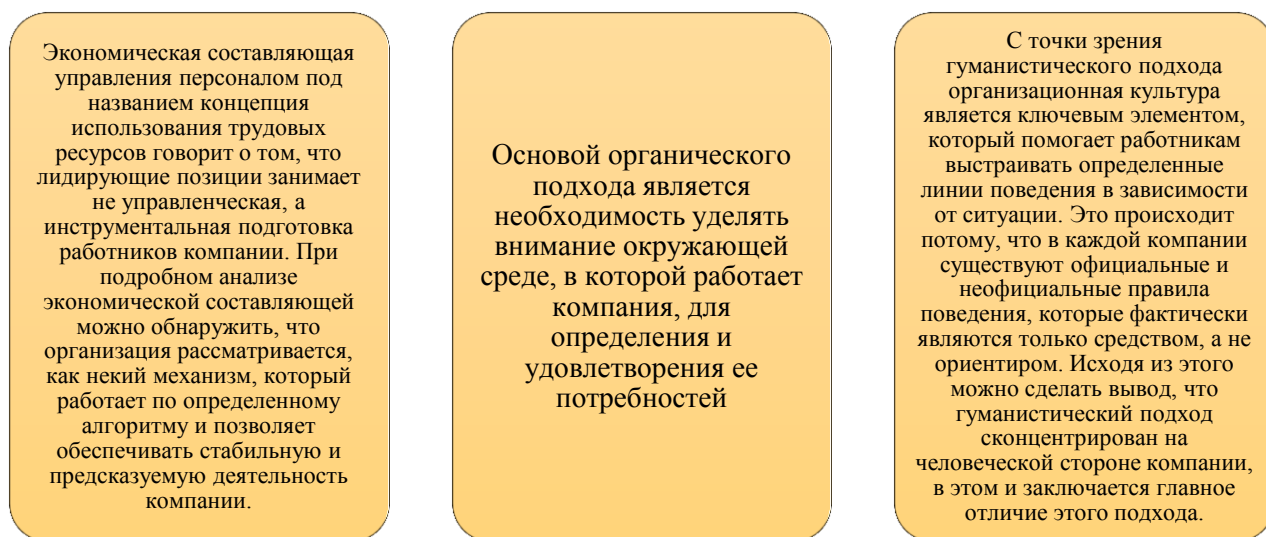 Экономическая составляющая
управления персоналом под
названием концепция
использования трудовых
ресурсов говорит о том, что
лидирующие позиции занимает
не управленческая, а
инструментальная подготовка
работников компании. При
подробном анализе
экономической составляющей
можно обнаружить, что
организация рассматривается,
как некий механизм, который
работает по определенному
алгоритму и позволяет
обеспечивать стабильную и
предсказуемую деятельность
компании.
Основой органического
подхода является
необходимость уделять
внимание окружающей
среде, в которой работает
компания, для
определения и
удовлетворения ее
потребностей
С точки зрения
гуманистического подхода
организационная культура
является ключевым элементом,
который помогает работникам
выстраивать определенные
линии поведения в зависимости
от ситуации. Это происходит
потому, что в каждой компании
существуют официальные и
неофициальные правила
поведения, которые фактически
являются только средством, а не
ориентиром. Исходя из этого
можно сделать вывод, что
гуманистический подход
сконцентрирован на
человеческой стороне компании,
в этом и заключается главное
отличие этого подхода.